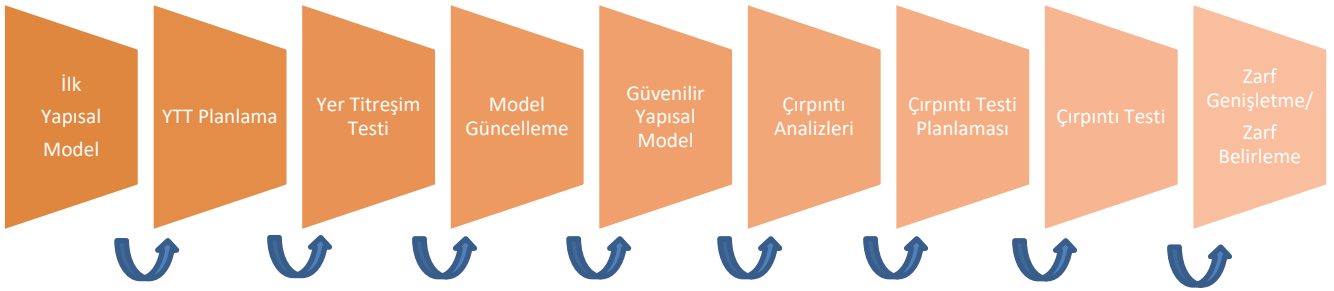 İlk
Yapısal
Model
YTT Planlama
Yer Titreşim
Testi
Model
Güncelleme
Güvenilir
Yapısal
Model
Çırpıntı
Analizleri
Çırpıntı Testi
Planlaması
Çırpıntı Testi
Zarf
Genişletme/
Zarf
Belirleme